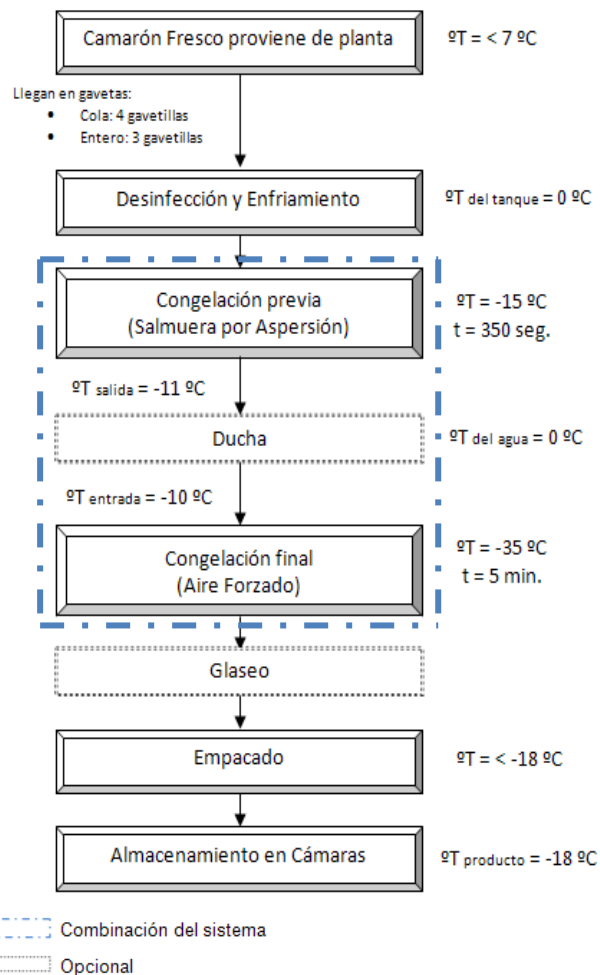 Camarón Fresco proviene de planta
ºT = < 7 ºC
Llegan en gavetas:
• Cola: 4 gavetillas
• Entero: 3 gavetillas
Desinfección y Enfriamiento
ºT del tanque = 0 ºC
Congelación previa
(Salmuera por Aspersión)
ºT = -15 ºC
t = 350 seg.
ºT salida = -11 ºC
Ducha
ºT del agua = 0 ºC
ºT entrada = -10 ºC
Congelación final
(Aire Forzado)
ºT = -35 ºC
t = 5 min.
Glaseo
Empacado
ºT = < -18 ºC
Almacenamiento en Cámaras
ºT producto = -18 ºC
Combinación del sistema
Opcional